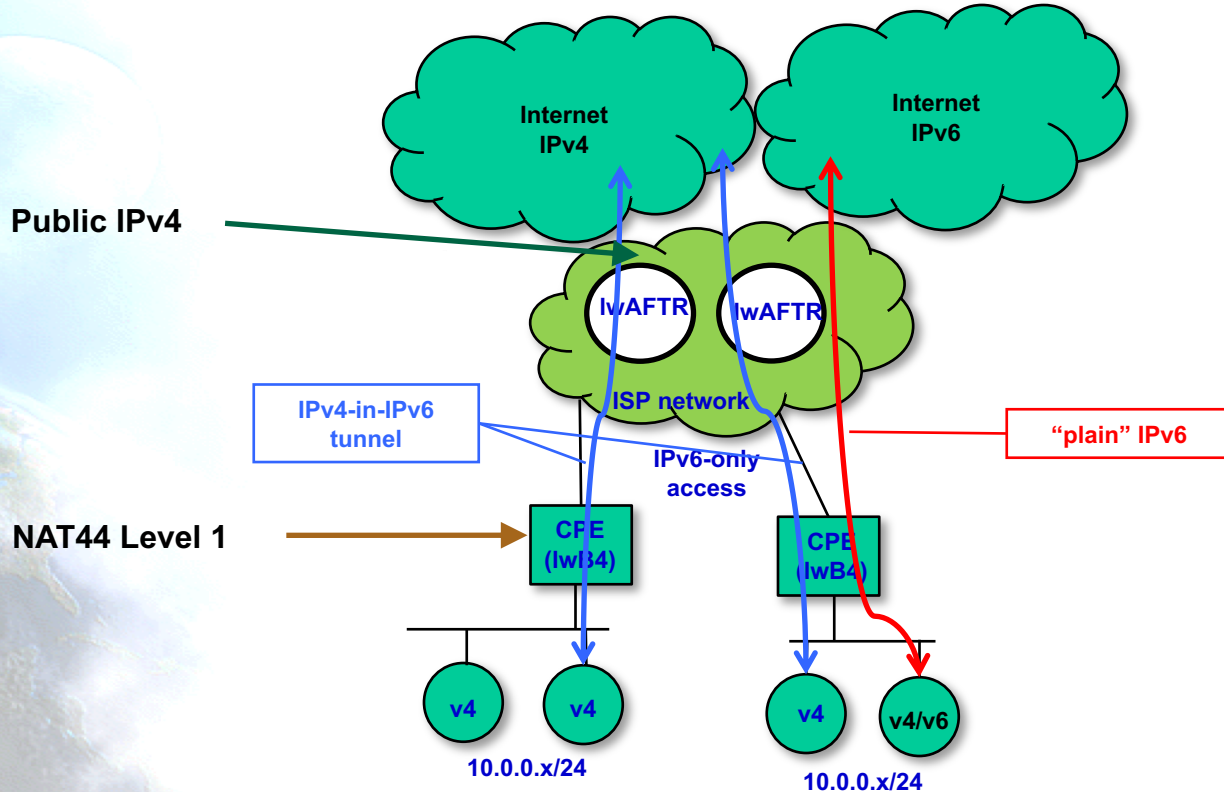 Internet
IPv4
Internet
IPv6
Public IPv4
lwAFTR
lwAFTR
ISP network
IPv4-in-IPv6
tunnel
“plain” IPv6
IPv6-only
access
NAT44 Level 1
CPE
(lwB4)
CPE
(lwB4)
v4
v4
v4
v4/v6
10.0.0.x/24
10.0.0.x/24